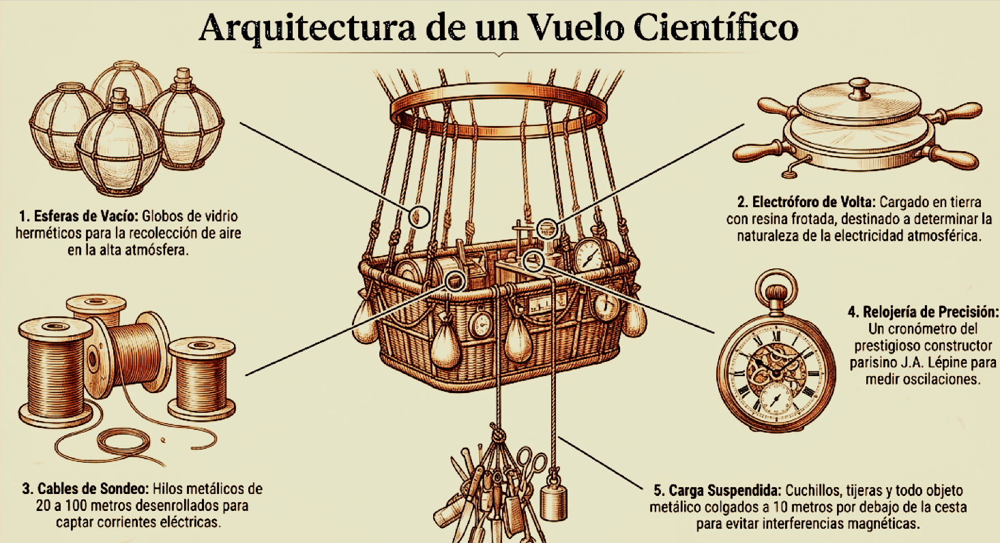 Arquitectura de un Vuelo Científico
1. Esferas de Vacío: Globos de vidrio
herméticos para la recolección de aire
en la alta atmósfera.
2. Electróforo de Volta: Cargado en tierra
con resina frotada, destinado a determinar la
naturaleza de la electricidad atmosférica.
3. Cables de Sondeo: Hilos metálicos de
20 a 100 metros desenrollados para
captar corrientes eléctricas.
4. Relojería de Precisión:
Un cronómetro del
prestigioso constructor
parisino J.A. Lépine para
medir oscilaciones.
5. Carga Suspendida: Cuchillos, tijeras y todo objeto
metálico colgados a 10 metros por debajo de la cesta
para evitar interferencias magnéticas.